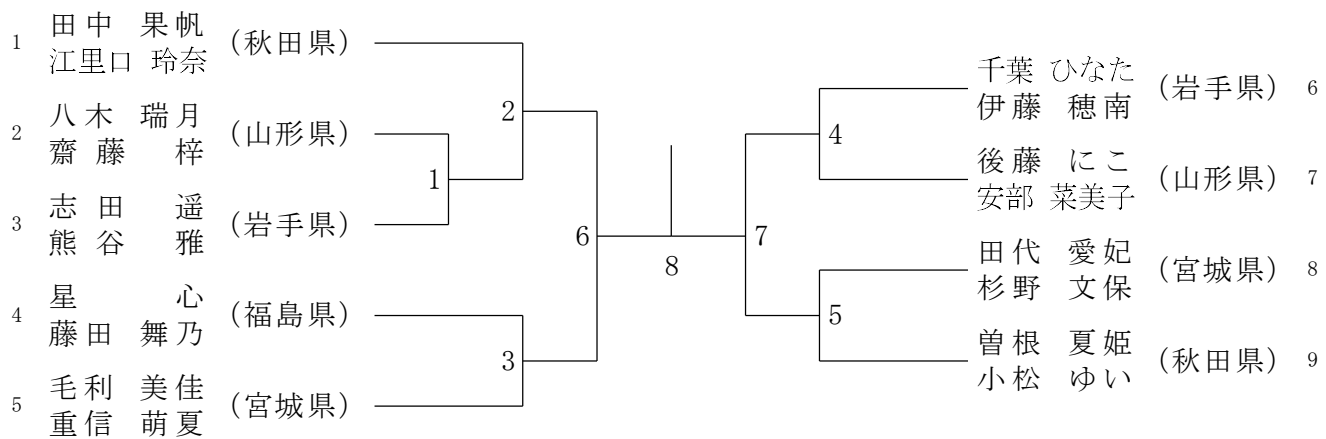 1 田中 果帆 (秋田県)
江里口 玲奈
2 八木 瑞月 (山形県)
齋藤 梓
3 志田 遥 (岩手県)
熊谷 雅
4 星 心 (福島県)
藤田 舞乃
5 毛利 美佳 (宮城県)
重信 萌夏
2
1
6
3
8
4
7
5
千葉 ひなた (岩手県) 6
伊藤 穂南
後藤 にこ (山形県) 7
安部 菜美子
田代 愛妃 (宮城県) 8
杉野 文保
曽根 夏姫 (秋田県) 9
小松 ゆい